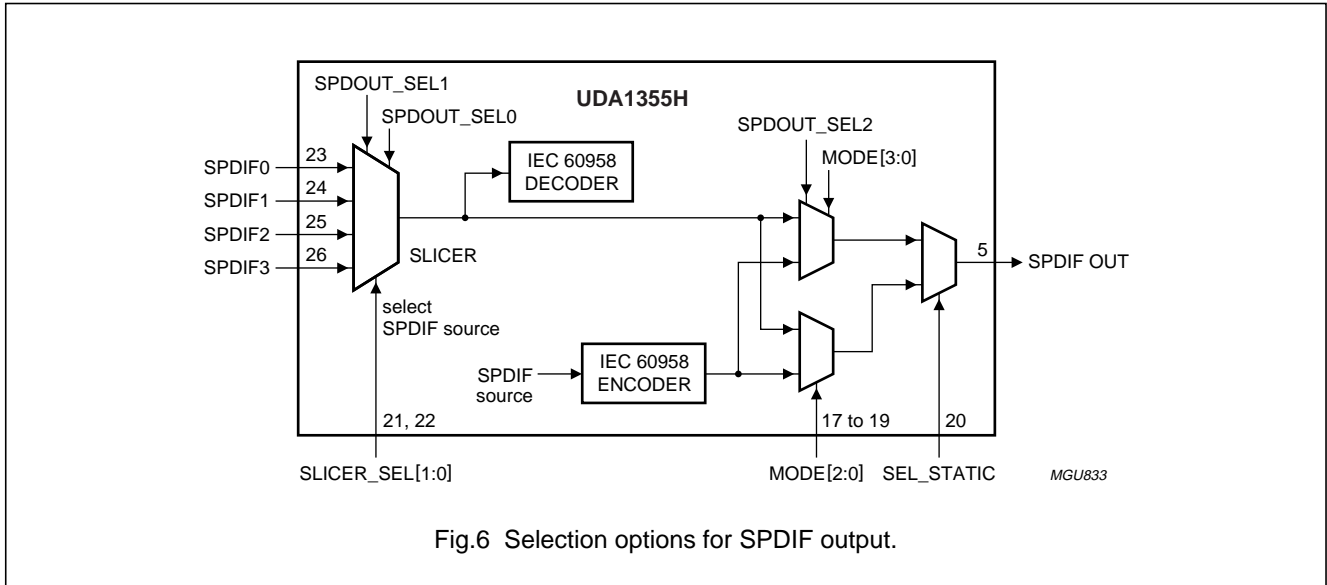 SPDOUT_SEL1
UDA1355H
SPDOUT_SEL0
SPDOUT_SEL2
MODE[3:0]
IEC 60958
DECODER
SPDIF0
23
SPDIF1
24
SPDIF2
25
SPDIF3
26
SLICER
5
SPDIF OUT
select
SPDIF source
SPDIF
source
IEC 60958
ENCODER
21, 22
17 to 19
20
SLICER_SEL[1:0]
MODE[2:0]
SEL_STATIC
MGU833
Fig.6 Selection options for SPDIF output.